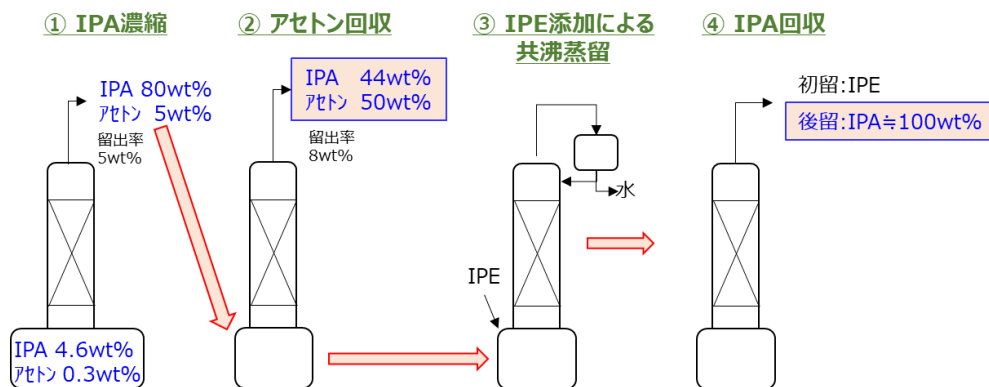 ① IPA濃縮
② アセトン回収
③ IPE添加による
共沸蒸留
④ IPA回収
IPA 80wt%
アセトン 5wt%
留出率
5wt%
IPA 44wt%
アセトン 50wt%
留出率
8wt%
水
初留:IPE
後留:IPA≒100wt%
IPE
IPA 4.6wt%
アセトン 0.3wt%